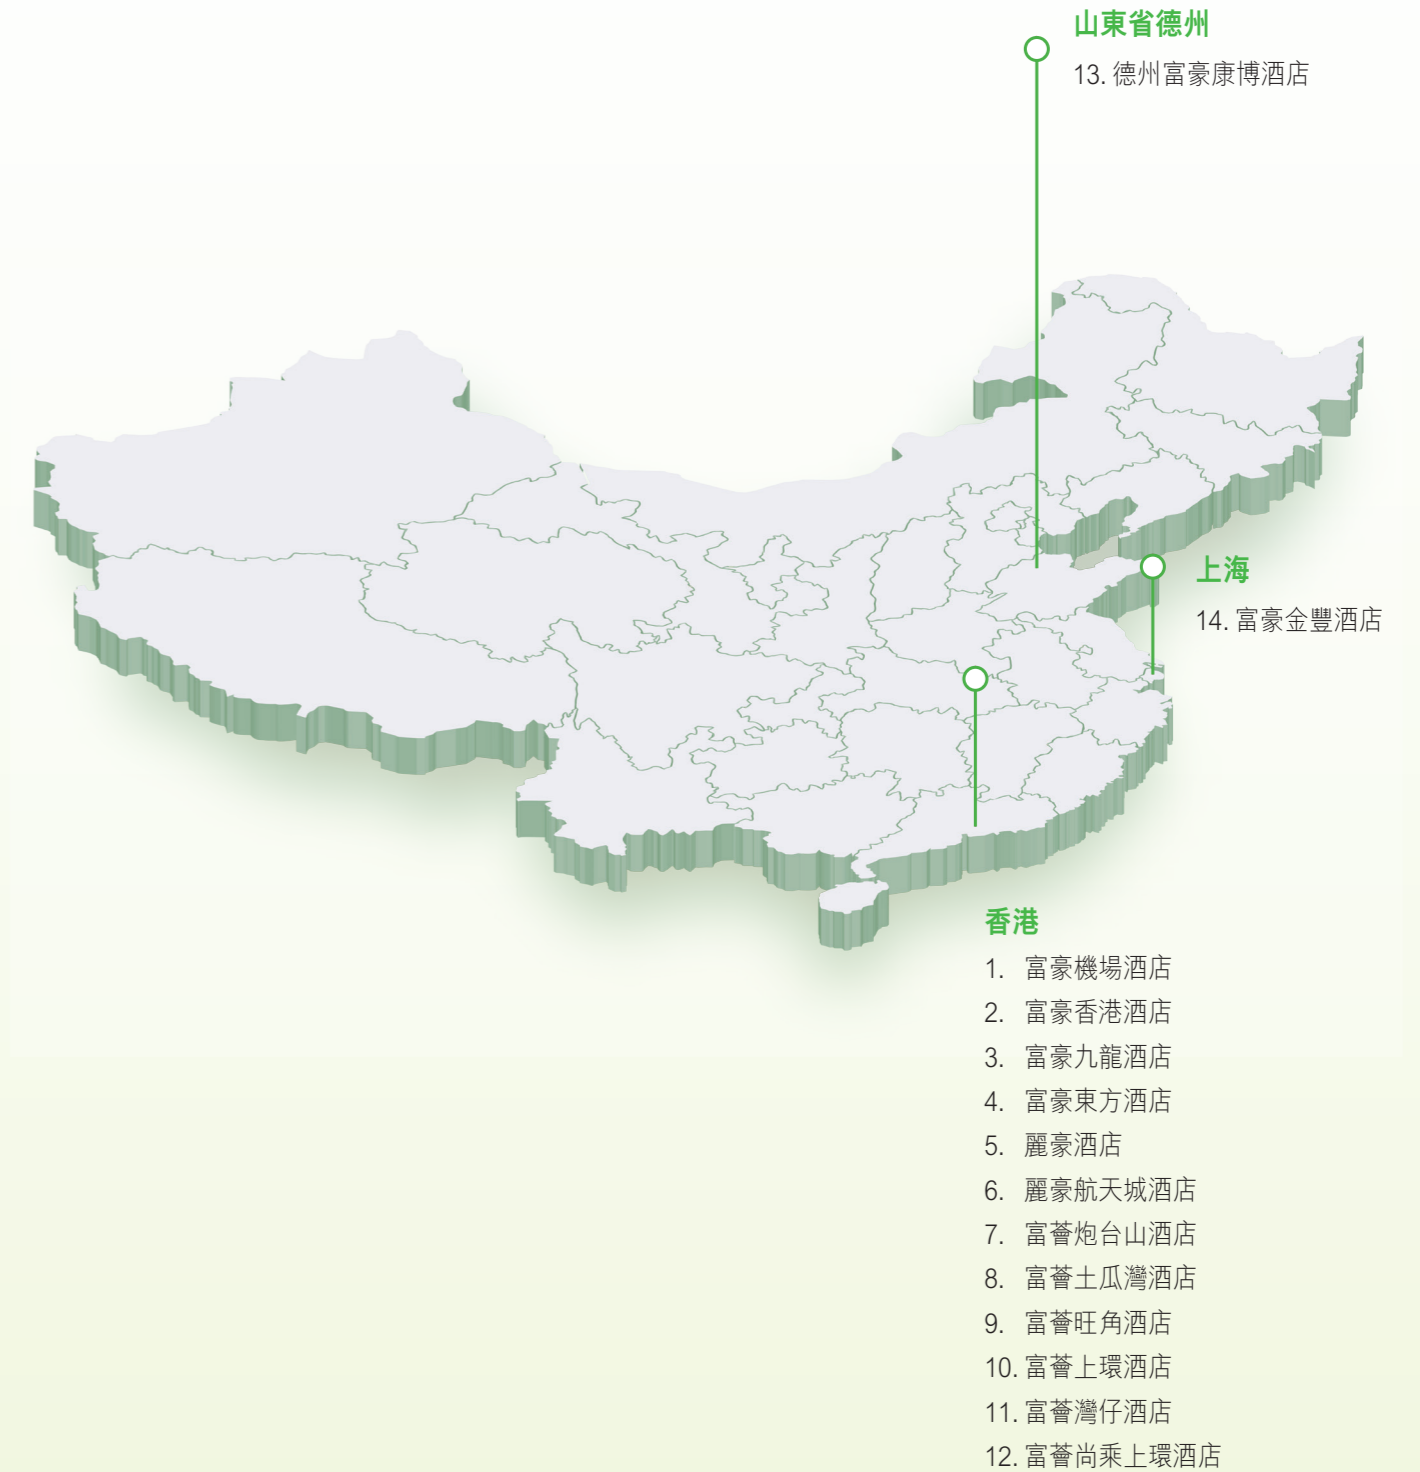 山東省德州
13. 德州富豪康博酒店
上海
14. 富豪金豐酒店
香港
1. 富豪機場酒店
2. 富豪香港酒店
3. 富豪九龍酒店
4. 富豪東方酒店
5. 麗豪酒店
6. 麗豪航天城酒店
7. 富薈炮台山酒店
8. 富薈土瓜灣酒店
9. 富薈旺角酒店
10. 富薈上環酒店
11. 富薈灣仔酒店
12. 富薈尚乘上環酒店